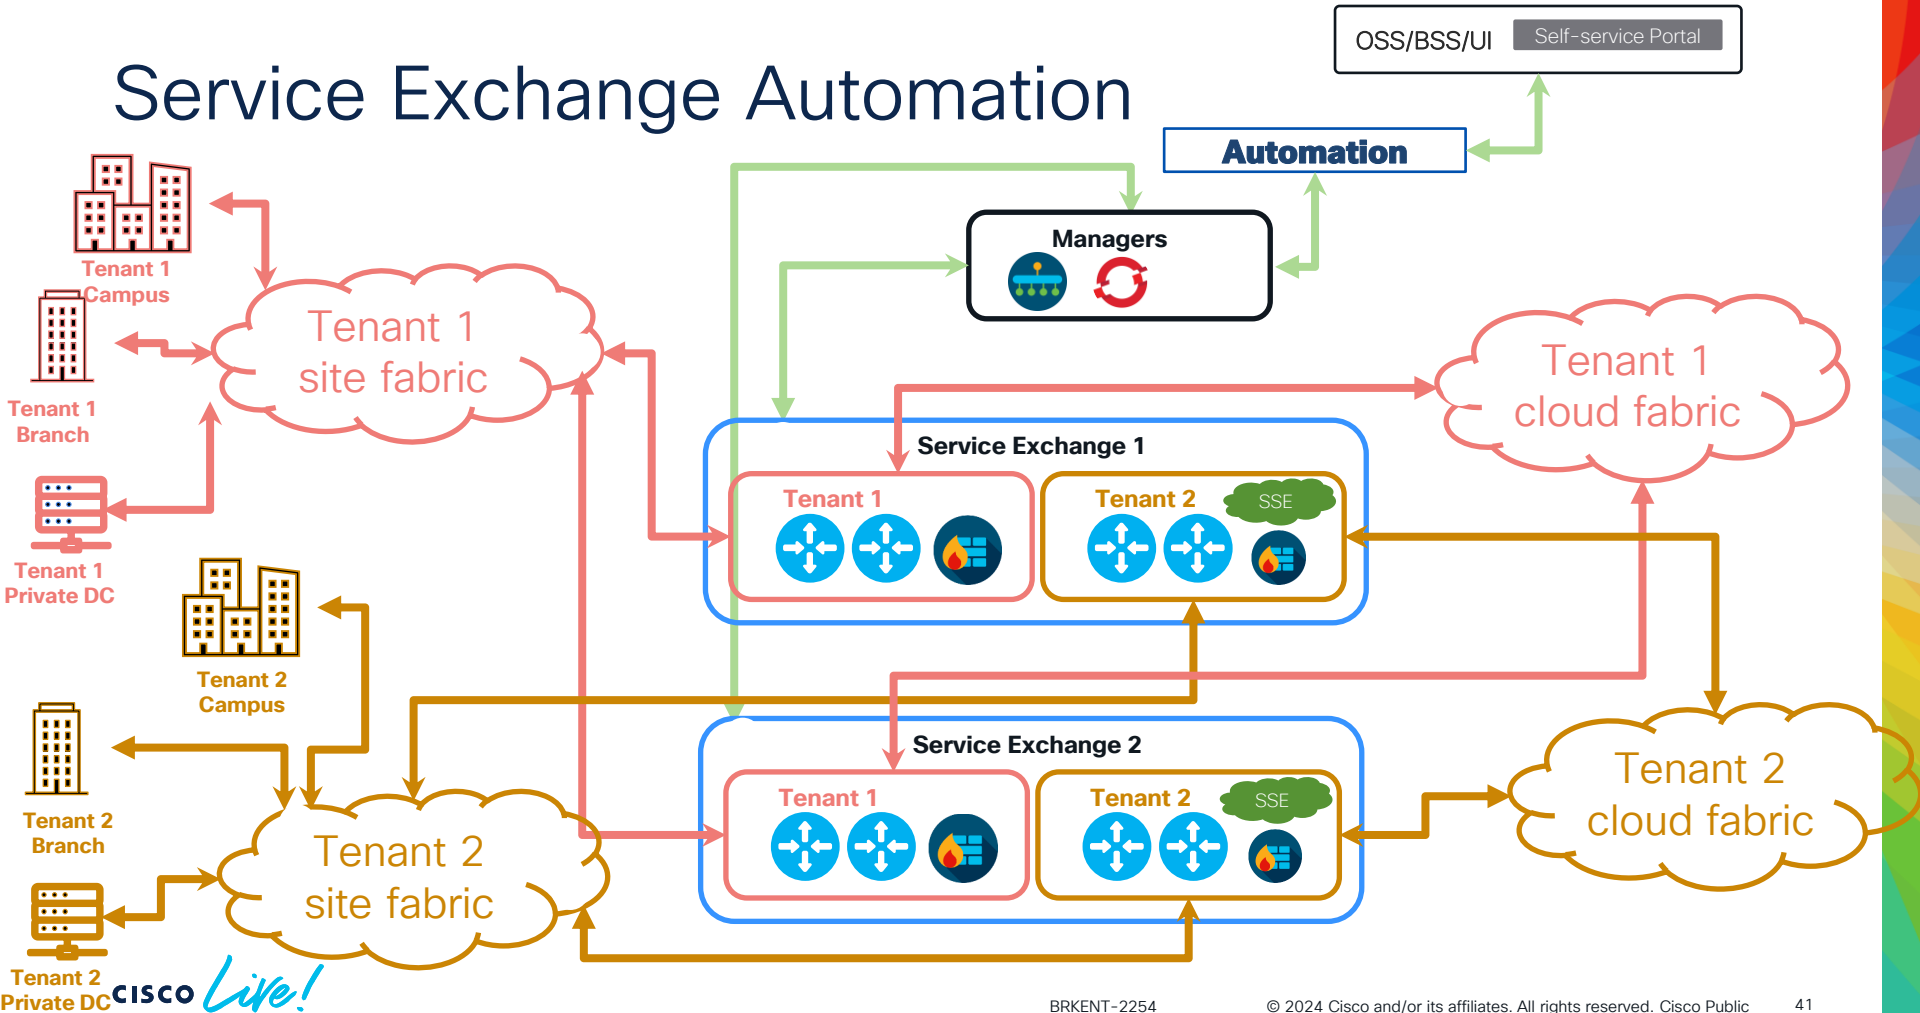 OSS/BSS/UI
Self-service Portal
Service Exchange Automation
Automation
Managers
Tenant 1
Campus
Tenant 1
site fabric
Tenant 1
cloud fabric
Tenant 1
Branch
Service Exchange 1
Tenant 1
Tenant 2
SSE
Tenant 1
Private DC
Tenant 2
Campus
Service Exchange 2
Tenant 1
Tenant 2
SSE
Tenant 2
cloud fabric
Tenant 2
Branch
Tenant 2
site fabric
Tenant 2
Private DC
CISCO Live!
BRKENT-2254
© 2024 Cisco and/or its affiliates. All rights reserved. Cisco Public
41